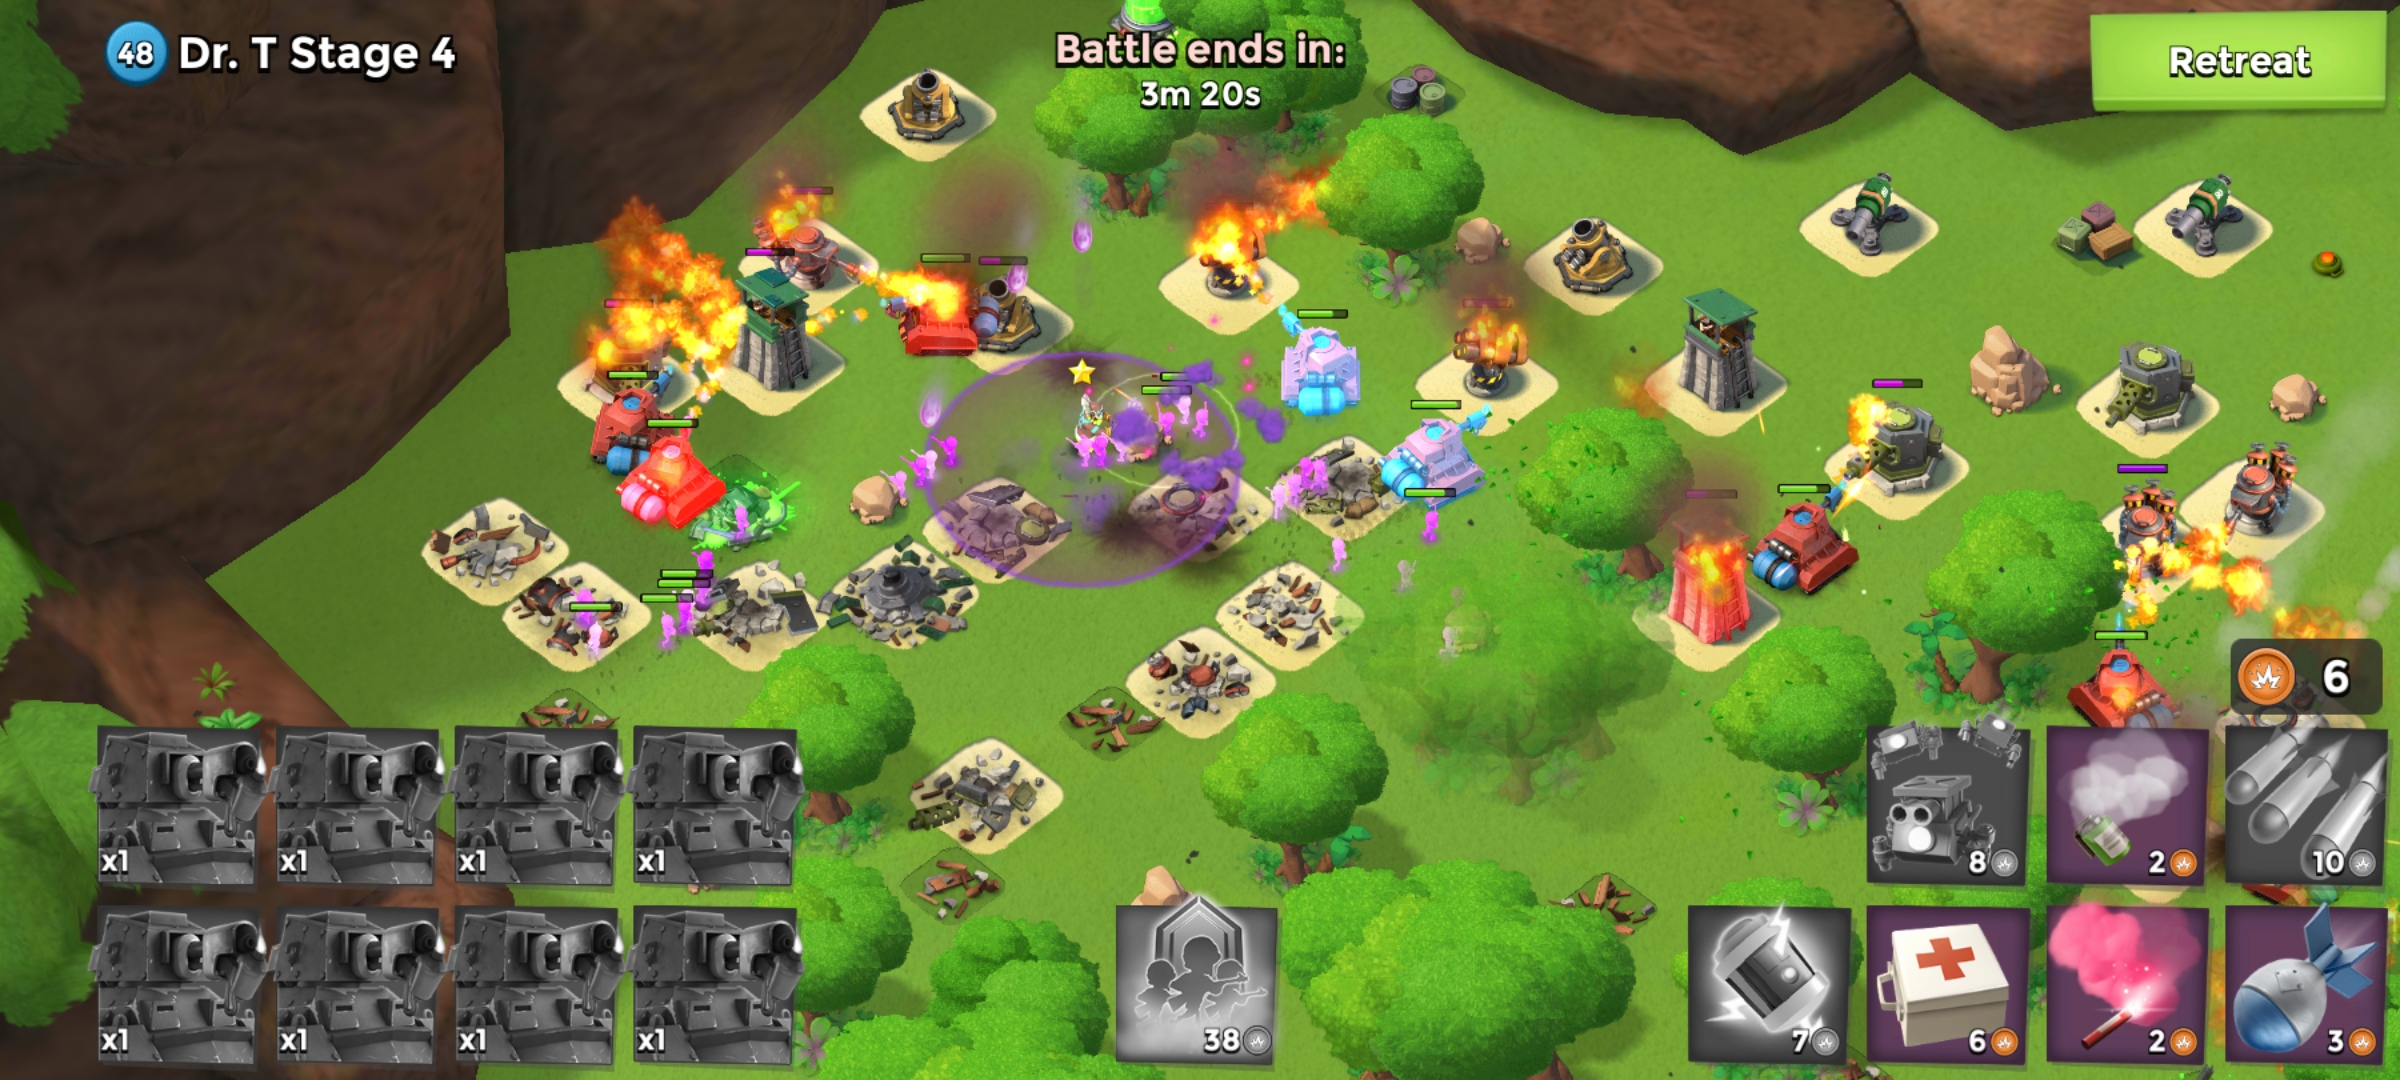 48 Dr. T Stage 4
Battle ends in:
3m 20s
Retreat
6
x1 x1 x1 x1
8 2 10
x1 x1 x1 x1
38
7 6 2 3